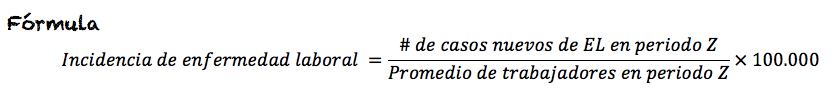 Fórmula
Incidencia de enfermedad laboral = # de casos nuevos de EL en periodo Z / Promedio de trabajadores en periodo Z × 100.000